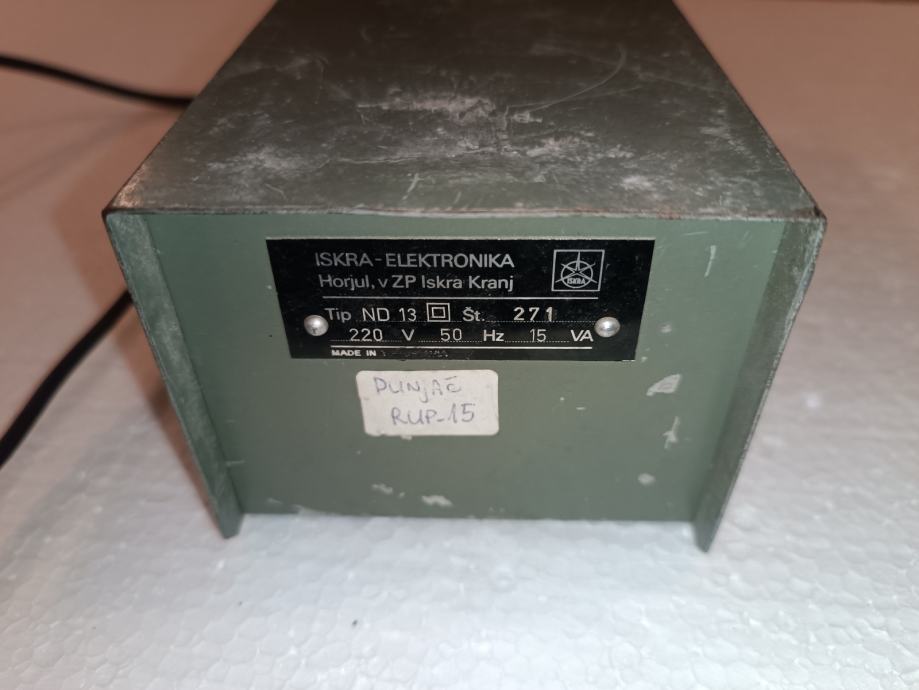 ISKRA-ELEKTRONIKA
Horjul, v ZP Iskra Kranj
ISKRA
Tip ND 13 Št. 271
220 V 50 Hz 15 VA
MADE IN
PUNJAČ
RUP-15